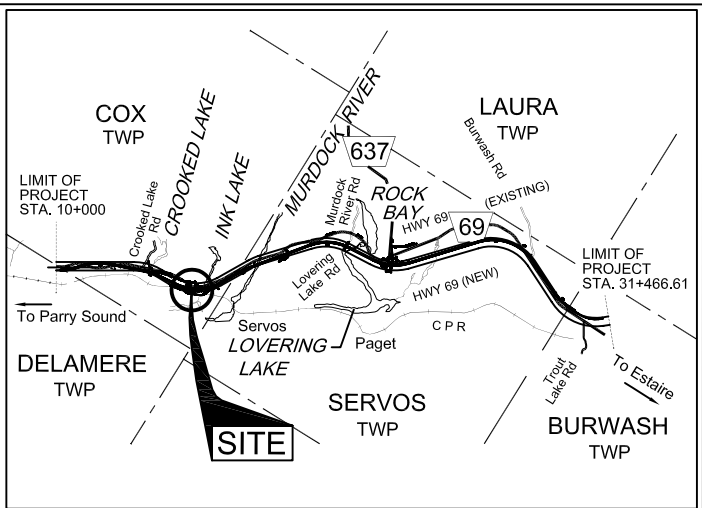 COX
TWP
LAURA
TWP
CROOKED LAKE
INK LAKE
MURDOCK RIVER
637
Burwash Rd
LIMIT OF
PROJECT
STA. 10+000
Crooked Lake
Rd
Murdock
River Rd
ROCK
BAY
HWY 69 (EXISTING)
69
LIMIT OF
PROJECT
STA. 31+466.61
Lovering
Lake Rd
HWY 69 (NEW)
To Parry Sound
Servos
CPR
LOVERING
LAKE
Paget
DELAMERE
TWP
Trout
Lake Rd
To Estaire
SERVOS
TWP
BURWASH
TWP
SITE